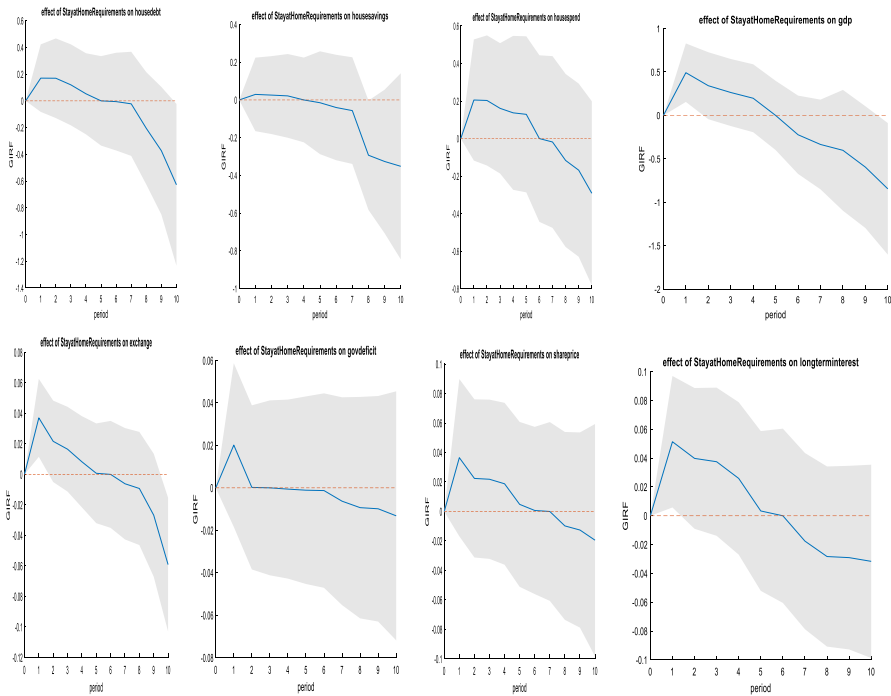 effect of StayatHomeRequirements on housedebt
0.6
0.4
0.2
0
-0.2
-0.4
-0.6
-0.8
-1
-1.2
-1.4
GIRF
0 1 2 3 4 5 6 7 8 9 10
period
effect of StayatHomeRequirements on housesavings
0.4
0.2
0
-0.2
-0.4
-0.6
-0.8
-1
GIRF
0 1 2 3 4 5 6 7 8 9 10
period
effect of StayatHomeRequirements on housespend
0.6
0.4
0.2
0
-0.2
-0.4
-0.6
-0.8
GIRF
0 1 2 3 4 5 6 7 8 9 10
period
effect of StayatHomeRequirements on gdp
1
0.5
0
-0.5
-1
-1.5
-2
GIRF
0 1 2 3 4 5 6 7 8 9 10
period
effect of StayatHomeRequirements on exchange
0.08
0.06
0.04
0.02
0
-0.02
-0.04
-0.06
-0.08
-0.1
-0.12
GIRF
0 1 2 3 4 5 6 7 8 9 10
period
effect of StayatHomeRequirements on govdeficit
0.06
0.04
0.02
0
-0.02
-0.04
-0.06
-0.08
GIRF
0 1 2 3 4 5 6 7 8 9 10
period
effect of StayatHomeRequirements on shareprice
0.1
0.08
0.06
0.04
0.02
0
-0.02
-0.04
-0.06
-0.08
-0.1
GIRF
0 1 2 3 4 5 6 7 8 9 10
period
effect of StayatHomeRequirements on longterminterest
0.1
0.08
0.06
0.04
0.02
0
-0.02
-0.04
-0.06
-0.08
-0.1
GIRF
0 1 2 3 4 5 6 7 8 9 10
period